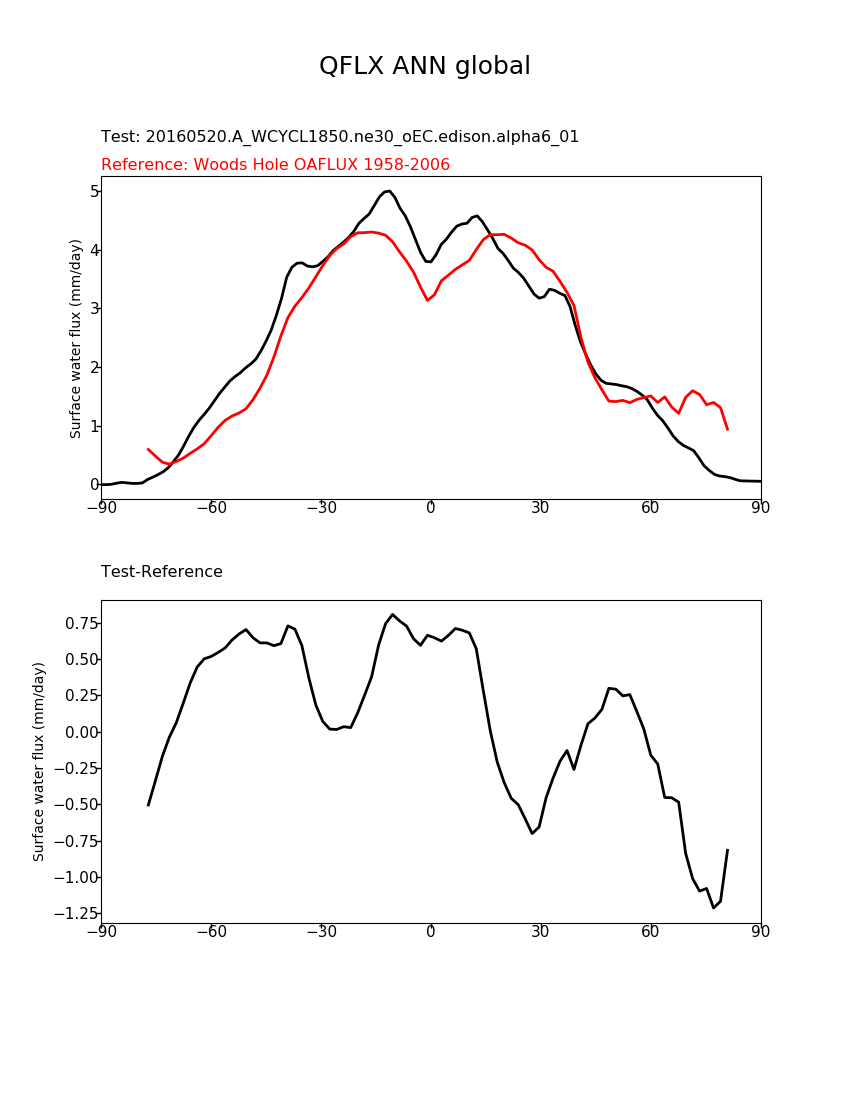 QFLX ANN global
Test: 20160520.A_WCYCL1850.ne30_oEC.edison.alpha6_01
Reference: Woods Hole OAFLUX 1958-2006
Surface water flux (mm/day)
5
4
3
2
1
0
−90 −60 −30 0 30 60 90
Test-Reference
Surface water flux (mm/day)
0.75
0.50
0.25
0.00
−0.25
−0.50
−0.75
−1.00
−1.25
−90 −60 −30 0 30 60 90